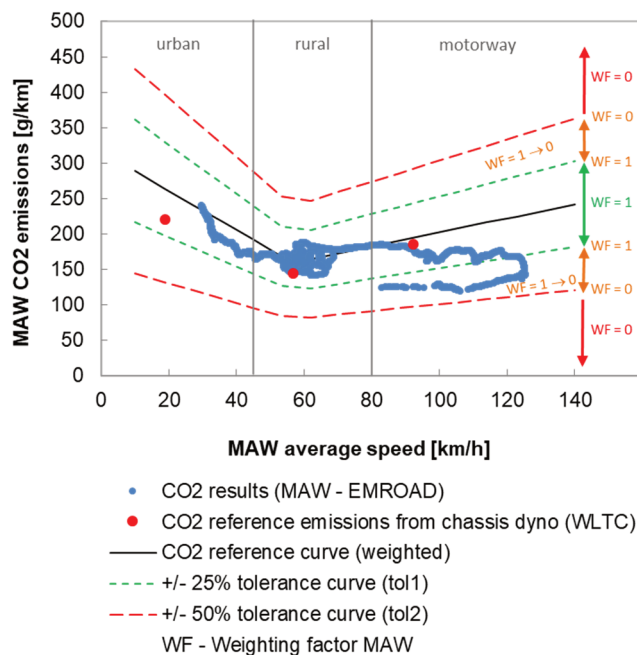 MAW CO2 emissions [g/km]
500
450
400
350
300
250
200
150
100
50
0
urban rural motorway
WF = 0
WF = 0
WF = 1 → 0
WF = 1
WF = 1
WF = 1
WF = 1 → 0
WF = 0
WF = 0
0 20 40 60 80 100 120 140
MAW average speed [km/h]
CO2 results (MAW - EMROAD)
CO2 reference emissions from chassis dyno (WLTC)
CO2 reference curve (weighted)
+/- 25% tolerance curve (tol1)
+/- 50% tolerance curve (tol2)
WF - Weighting factor MAW